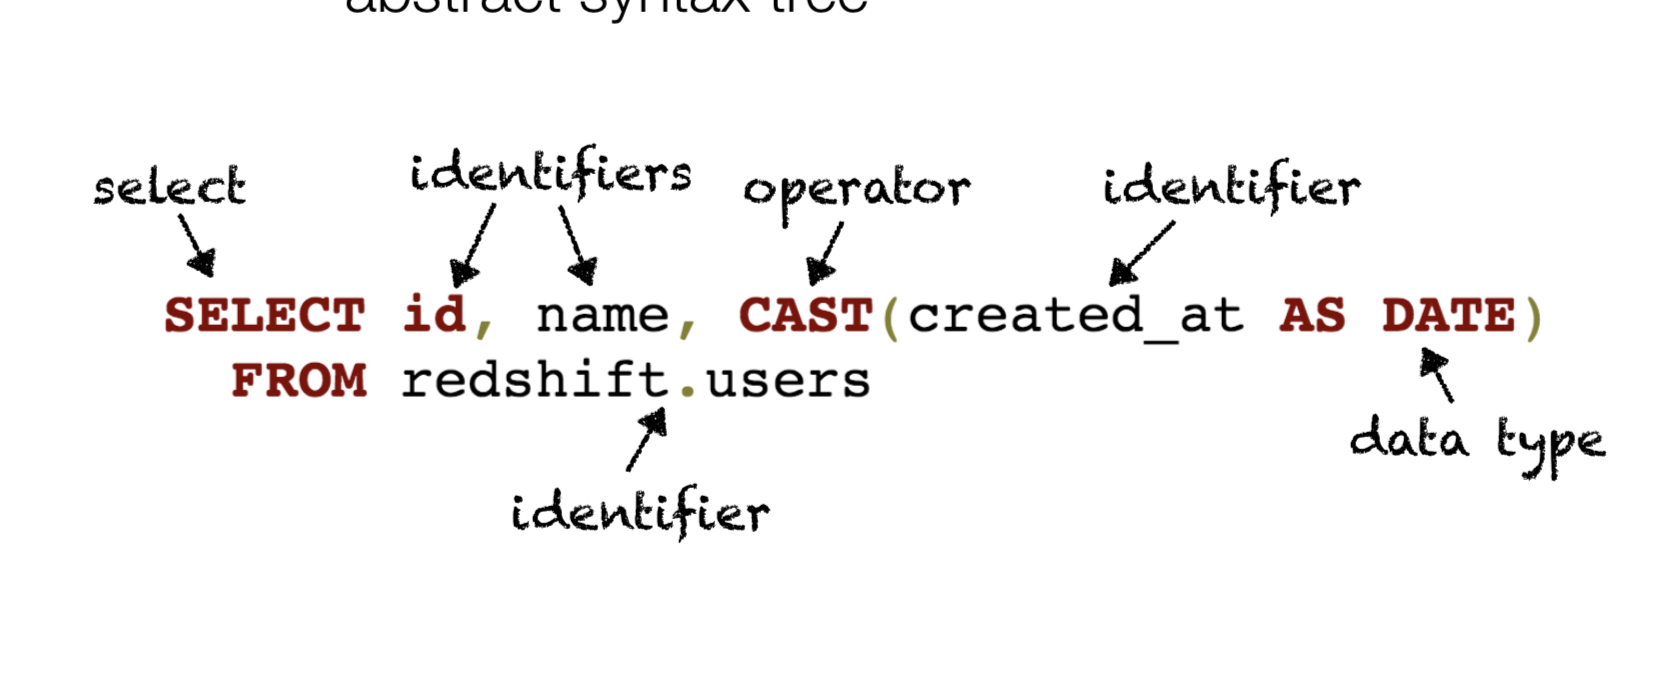 abstract syntax tree
select
identifiers
operator
identifier
SELECT id, name, CAST(created_at AS DATE)
FROM redshift.users
data type
identifier